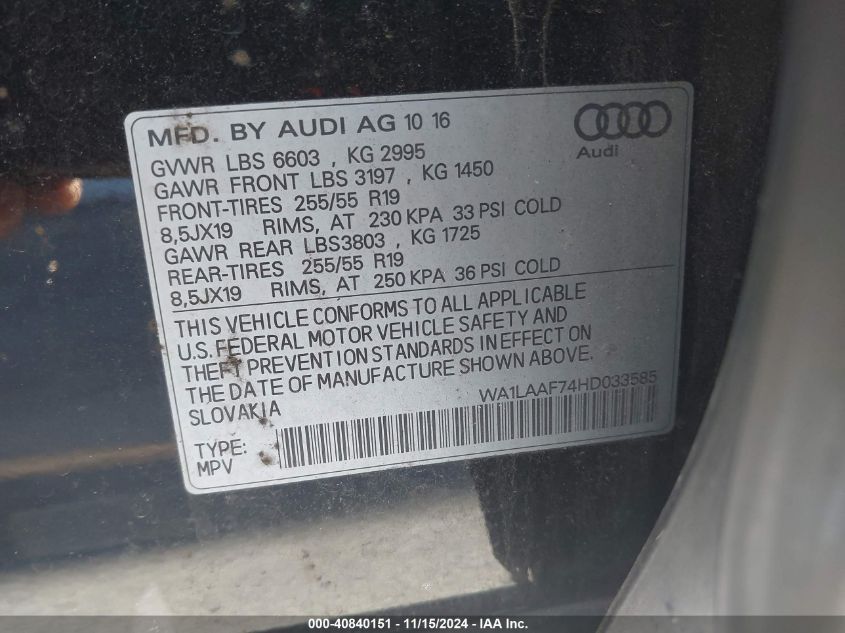 MFD. BY AUDI AG 10 16
Audi
GVWR LBS 6603 , KG 2995
GAWR FRONT LBS 3197 , KG 1450
FRONT-TIRES 255/55 R19
8,5JX19 RIMS, AT 230 KPA 33 PSI COLD
GAWR REAR LBS3803 , KG 1725
REAR-TIRES 255/55 R19
8,5JX19 RIMS, AT 250 KPA 36 PSI COLD
THIS VEHICLE CONFORMS TO ALL APPLICABLE
U.S. FEDERAL MOTOR VEHICLE SAFETY AND
THEFT PREVENTION STANDARDS IN EFFECT ON
THE DATE OF MANUFACTURE SHOWN ABOVE.
SLOVAKIA WA1LAAF74HD033585
TYPE:
MPV
000-40840151 - 11/15/2024 - IAA Inc.